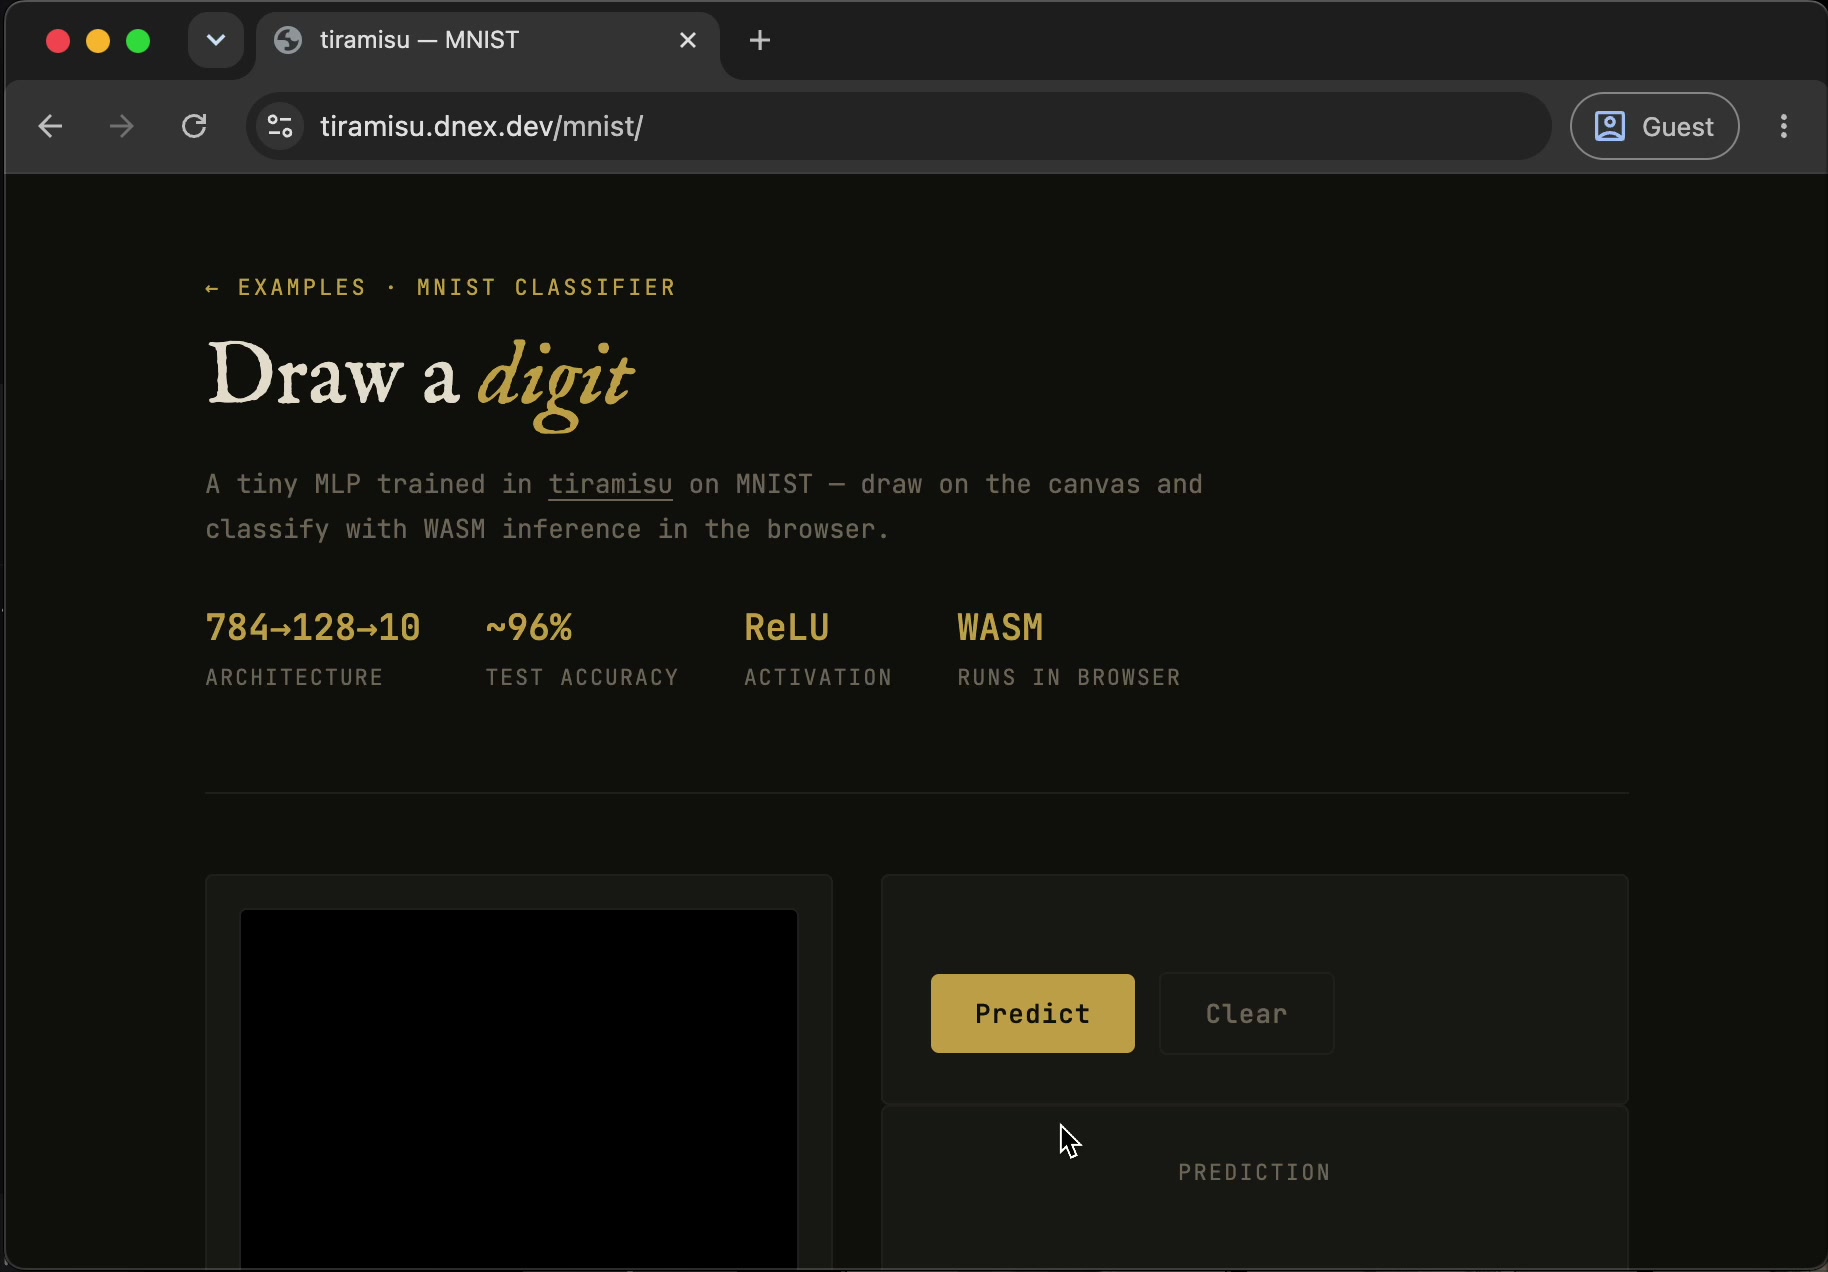 tiramisu — MNIST
tiramisu.dnex.dev/mnist/
Guest
← EXAMPLES · MNIST CLASSIFIER
Draw a digit
A tiny MLP trained in tiramisu on MNIST — draw on the canvas and
classify with WASM inference in the browser.
784→128→10
ARCHITECTURE
~96%
TEST ACCURACY
ReLU
ACTIVATION
WASM
RUNS IN BROWSER
Predict
Clear
PREDICTION